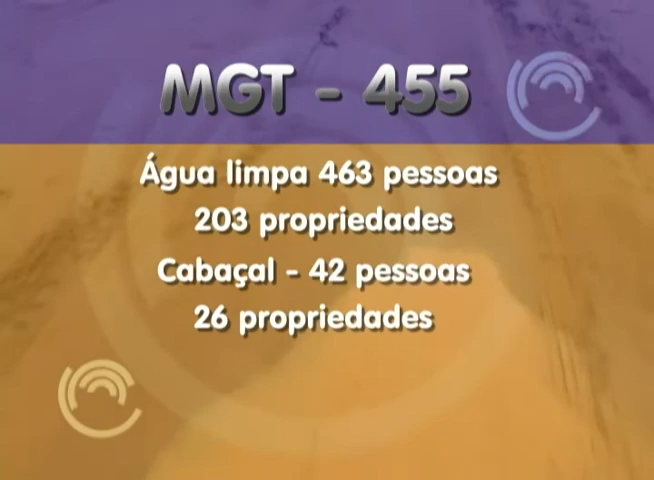 MGT - 455
Água limpa 463 pessoas
203 propriedades
Cabaçal - 42 pessoas
26 propriedades